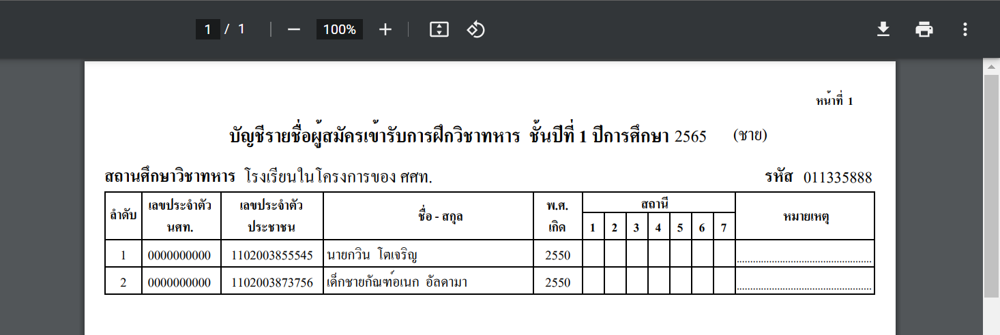 1 / 1 100%
หน้าที่ 1
บัญชีรายชื่อผู้สมัครเข้ารับการฝึกวิชาทหาร ชั้นปีที่ 1 ปีการศึกษา 2565 (ชาย)
สถานศึกษาวิชาทหาร โรงเรียนในโครงการของ ศศท. รหัส 011335888
ลำดับ เลขประจำตัว นศท. เลขประจำตัว ประชาชน ชื่อ - สกุล พ.ศ. เกิด สถานี หมายเหตุ
1 2 3 4 5 6 7
1 0000000000 1102003855545 นายกวิน โตเจริญ 2550
2 0000000000 1102003873756 เด็กชายกัณฑ์อเนก อัลคามา 2550